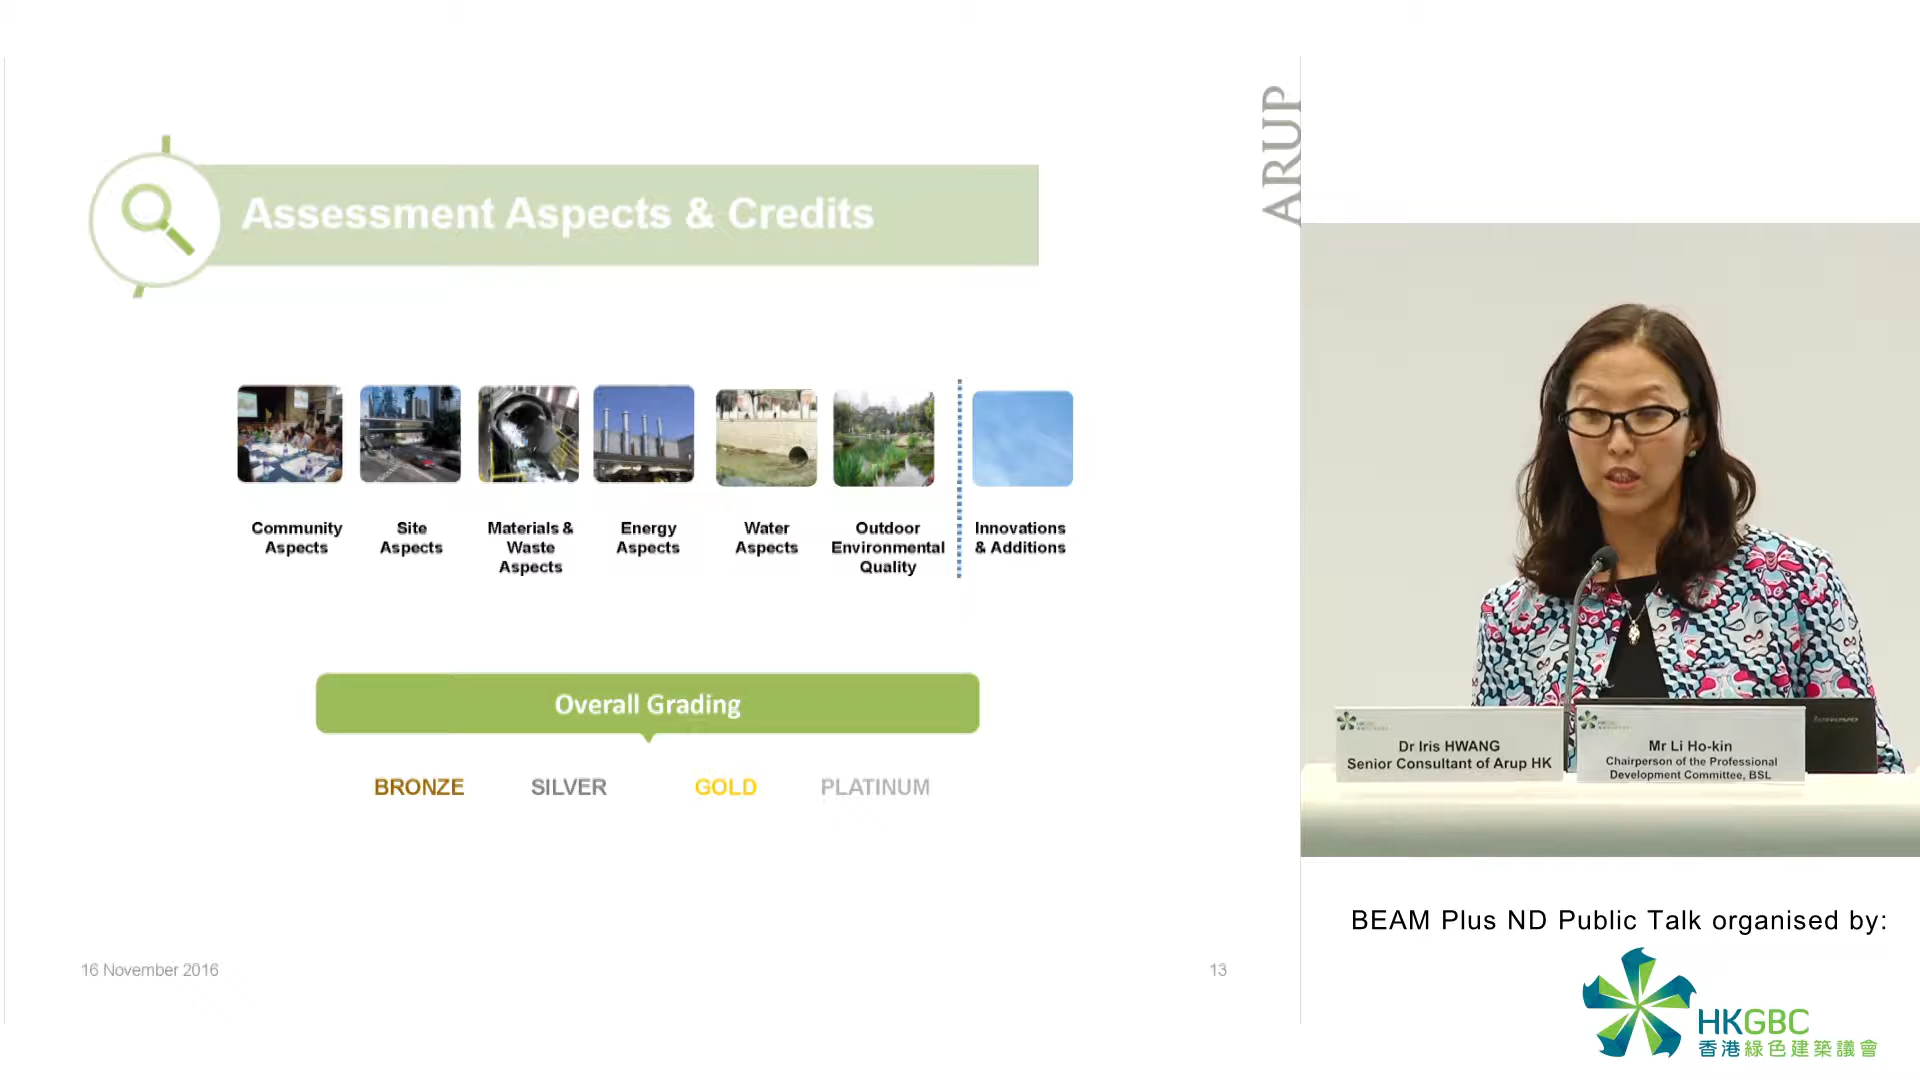 ARUP
Assessment Aspects & Credits
Community
Aspects
Site
Aspects
Materials &
Waste
Aspects
Energy
Aspects
Water
Aspects
Outdoor
Environmental
Quality
Innovations
& Additions
Overall Grading
BRONZE
SILVER
GOLD
PLATINUM
16 November 2016
13
HKGBC
Dr Iris HWANG
Senior Consultant of Arup HK
HKGBC
Mr Li Ho-kin
Chairperson of the Professional
Development Committee, BSL
lenovo
BEAM Plus ND Public Talk organised by:
HKGBC
香港綠色建築議會